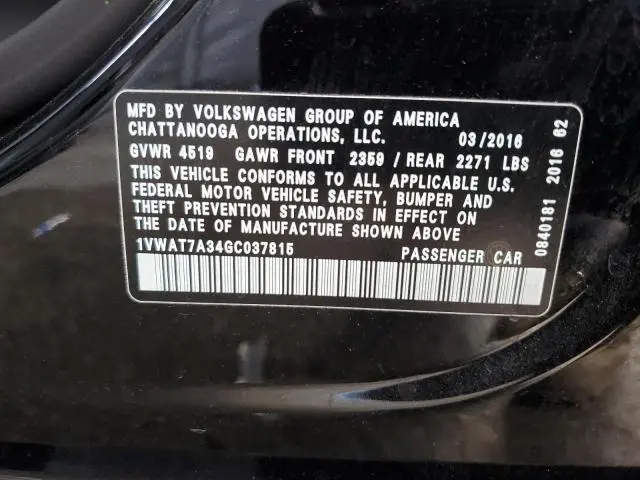 MFD BY VOLKSWAGEN GROUP OF AMERICA
CHATTANOOGA OPERATIONS, LLC. 03/2016
GVWR 4519 GAWR FRONT 2359 / REAR 2271 LBS
THIS VEHICLE CONFORMS TO ALL APPLICABLE U.S.
FEDERAL MOTOR VEHICLE SAFETY, BUMPER AND
THEFT PREVENTION STANDARDS IN EFFECT ON
THE DATE OF MANUFACTURE SHOWN ABOVE
1VWAT7A34GC037815 PASSENGER CAR
0840181 2016 62